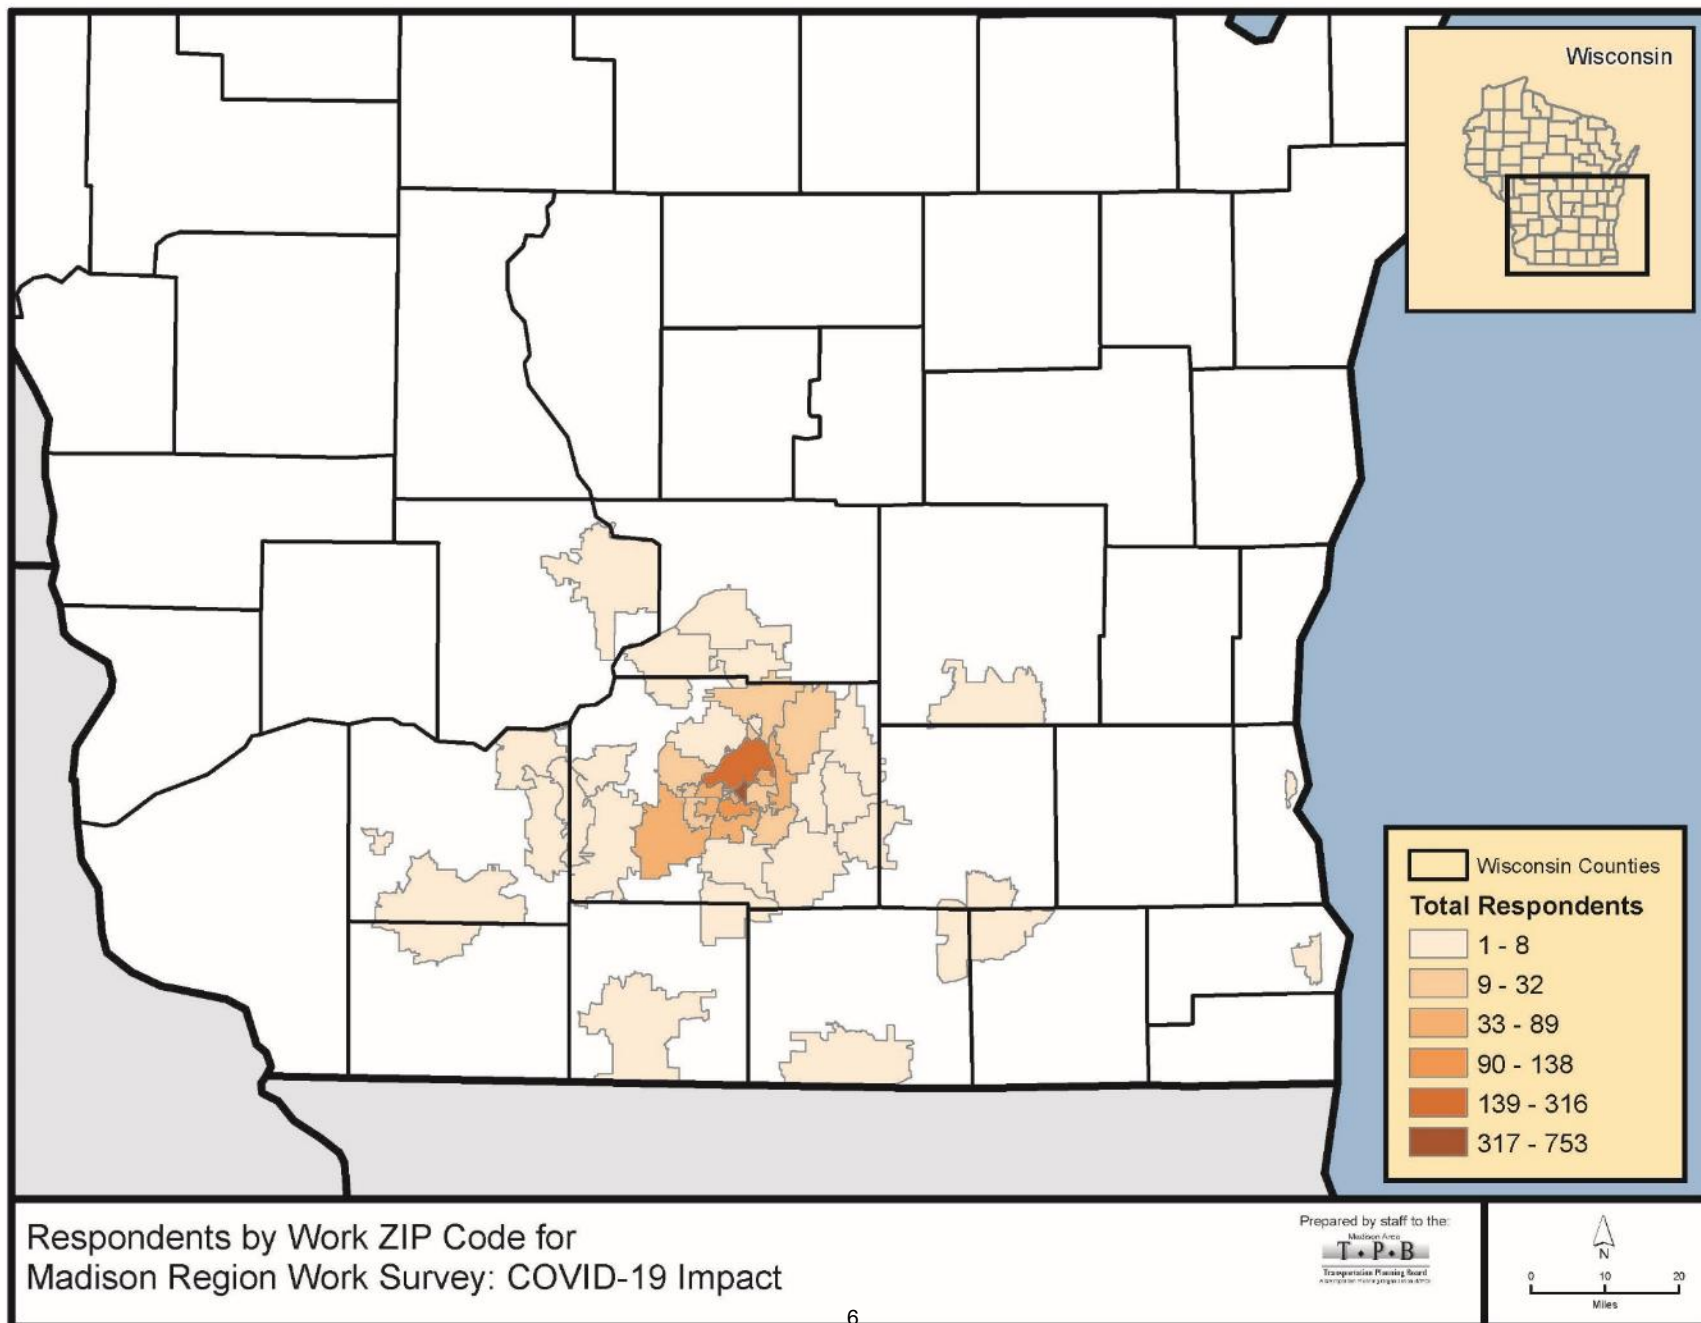 Wisconsin
Wisconsin Counties
Total Respondents
1 - 8
9 - 32
33 - 89
90 - 138
139 - 316
317 - 753
Respondents by Work ZIP Code for
Madison Region Work Survey: COVID-19 Impact
Prepared by staff to the:
Madison Area
T • P • B
Transportation Planning Board
N
0 10 20
Miles
6